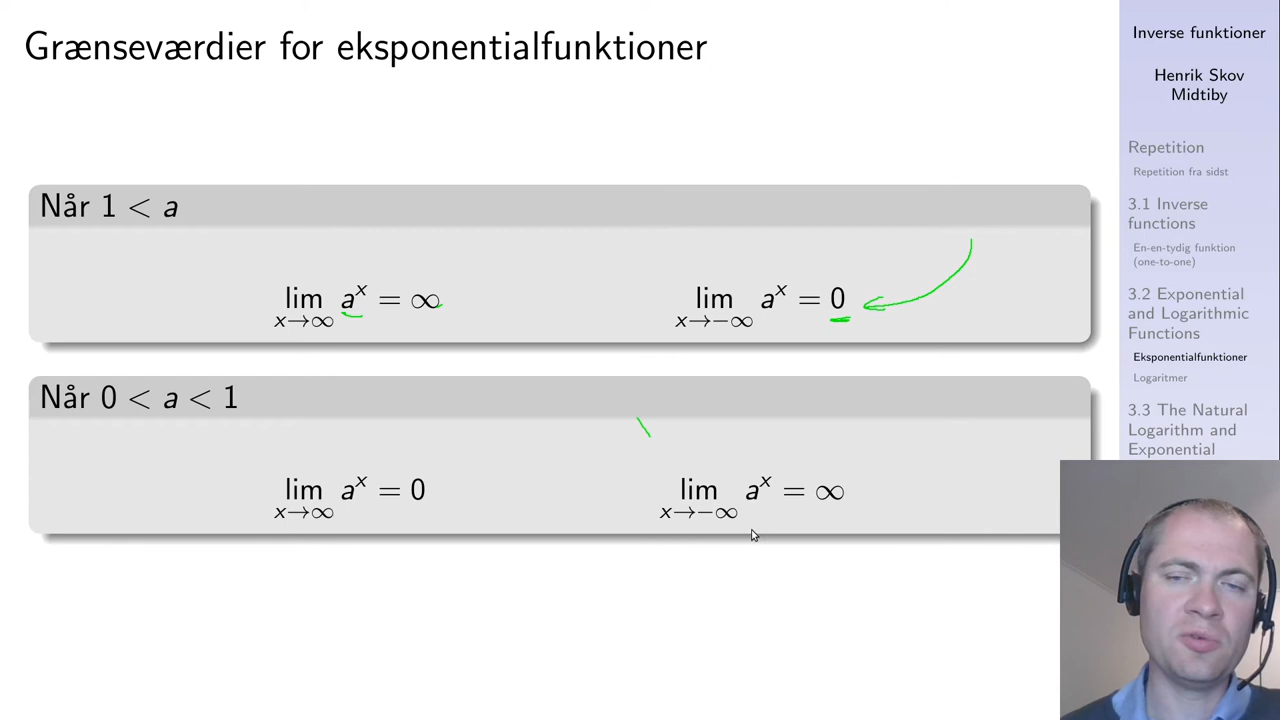 Grænseværdier for eksponentialfunktioner
Når 1 < a
lim x→∞ a^x = ∞
lim x→−∞ a^x = 0
Når 0 < a < 1
lim x→∞ a^x = 0
lim x→−∞ a^x = ∞
Inverse funktioner
Henrik Skov
Midtiby
Repetition
Repetition fra sidst
3.1 Inverse
functions
En-en-tydig funktion
(one-to-one)
3.2 Exponential
and Logarithmic
Functions
Eksponentialfunktioner
Logaritmer
3.3 The Natural
Logarithm and
Exponential